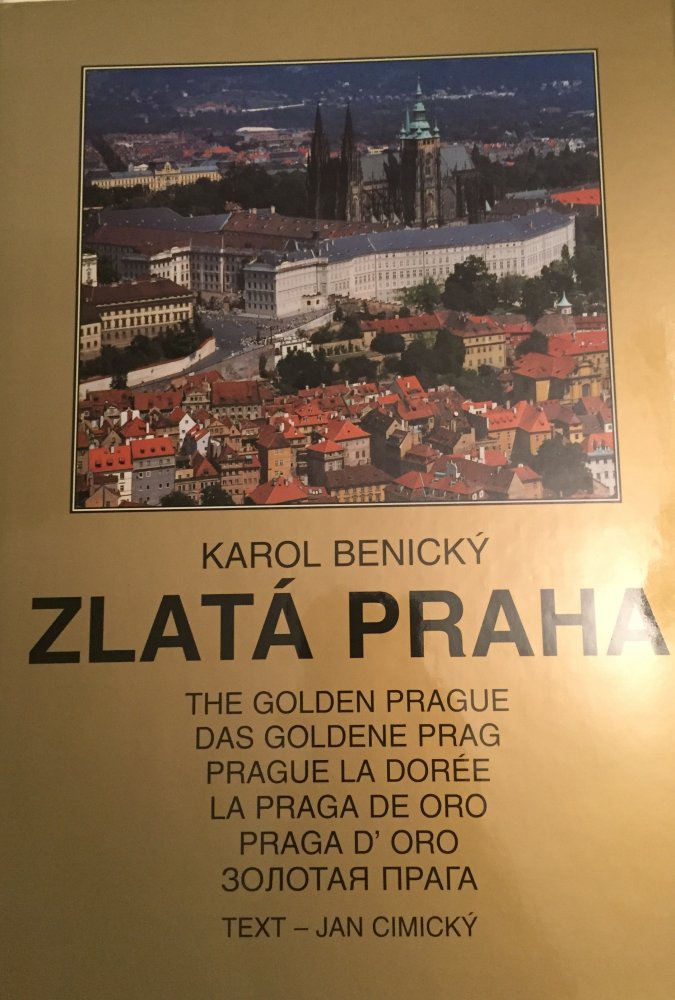 KAROL BENICKÝ
ZLATÁ PRAHA
THE GOLDEN PRAGUE
DAS GOLDENE PRAG
PRAGUE LA DORÉE
LA PRAGA DE ORO
PRAGA D' ORO
ЗОЛОТАЯ ПРАГА
TEXT – JAN CIMICKÝ